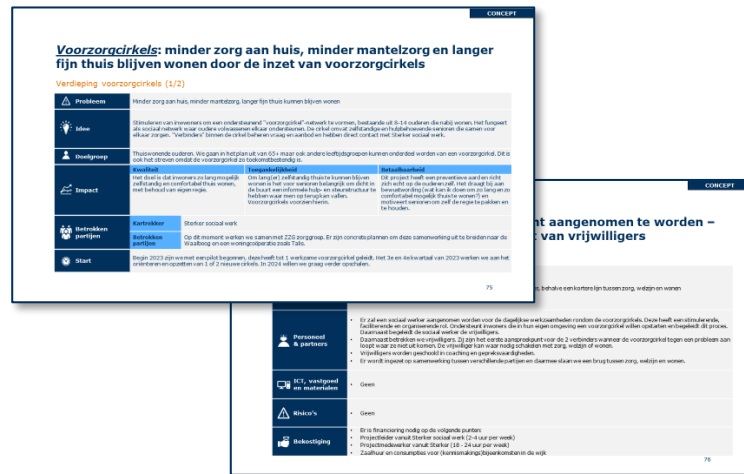 CONCEPT
Voorzorgcirkels: minder zorg aan huis, minder mantelzorg en langer
fijn thuis blijven wonen door de inzet van voorzorgcirkels
Verdieping voorzorgcirkels (1/2)
Probleem
Minder zorg aan huis, minder mantelzorg, langer fijn thuis kunnen blijven wonen
Idee
Stimuleren van inwoners om een ondersteunend "voorzorgcirkel"-netwerk te vormen, bestaande uit 8-14 ouderen die nabij wonen. Het fungeert
als sociaal netwerk waar oudere volwassenen elkaar ondersteunen. De cirkel omvat zelfstandige en hulpbehoevende senioren die samen voor
elkaar zorgen. "Verbinders" binnen de cirkel beheren vraag en aanbod en hebben direct contact met Sterker sociaal werk.
Doelgroep
Thuiswonende ouderen. We gaan in het plan uit van 65+ maar ook andere leeftijdsgroepen kunnen onderdeel worden van een voorzorgcirkel. Dit is
ook het streven omdat de voorzorgcirkel zo toekomstbestendig is.
Impact
Kwaliteit
Het doel is dat inwoners zo lang mogelijk
zelfstandig en comfortabel thuis wonen,
met behoud van eigen regie.
Toegankelijkheid
Om lang(er) zelfstandig thuis te kunnen blijven
wonen is het voor senioren belangrijk om dicht in
de buurt een informele hulp- en steunstructuur te
hebben waar men op terug kan vallen.
Voorzorgcirkels voorzien hierin.
Betaalbaarheid
Dit project heeft een preventieve aard en richt
zich echt op de ouderen zelf. Het draagt bij aan
bewustwording (wat kan ik doen om zo lang en zo
comfortabel mogelijk thuis te wonen?) en
motiveert senioren om zelf de regie te pakken en
te houden.
Betrokken
partijen
Kartrekker
Sterker sociaal werk
Betrokken
partijen
Op dit moment werken we samen met ZZG zorggroep. Er zijn concrete plannen om deze samenwerking uit te breiden naar de
Waalboog en een woningcoöperatie zoals Talis.
Start
Begin 2023 zijn we met een pilot begonnen, deze heeft tot 1 werkzame voorzorgcirkel geleid. Het 3e en 4e kwartaal van 2023 werken we aan het
oriënteren en opzetten van 1 of 2 nieuwe cirkels. In 2024 willen we graag verder opschalen.
75
CONCEPT
nt aangenomen te worden –
t van vrijwilligers
s, behalve een kortere lijn tussen zorg, welzijn en wonen
Personeel
& partners
• Er zal een sociaal werker aangenomen worden voor de dagelijkse werkzaamheden rondom de voorzorgcirkels. Deze heeft een stimulerende,
faciliterende en organiserende rol. Ondersteunt inwoners die in hun eigen omgeving een voorzorgcirkel willen opstarten en begeleidt dit proces.
Daarnaast begeleidt de sociaal werker de vrijwilligers.
• Daarnaast betrekken we vrijwilligers. Zij zijn het eerste aanspreekpunt voor de 2 verbinders wanneer de voorzorgcirkel tegen een probleem aan
loopt waar ze niet uit komen. De vrijwilliger kan waar nodig schakelen met zorg, welzijn of wonen.
• Vrijwilligers worden geschoold in coaching en gespreksvaardigheden.
• Er wordt ingezet op samenwerking tussen verschillende partijen en daarmee slaan we een brug tussen zorg, welzijn en wonen.
ICT, vastgoed
en materialen
• Geen
Risico's
• Geen
Bekostiging
• Er is financiering nodig op de volgende punten:
• Projectleider vanuit Sterker sociaal werk (2-4 uur per week)
• Projectmedewerker vanuit Sterker (18 - 24 uur per week)
• Zaalhuur en consumpties voor (kennismakings)bijeenkomsten in de wijk
76